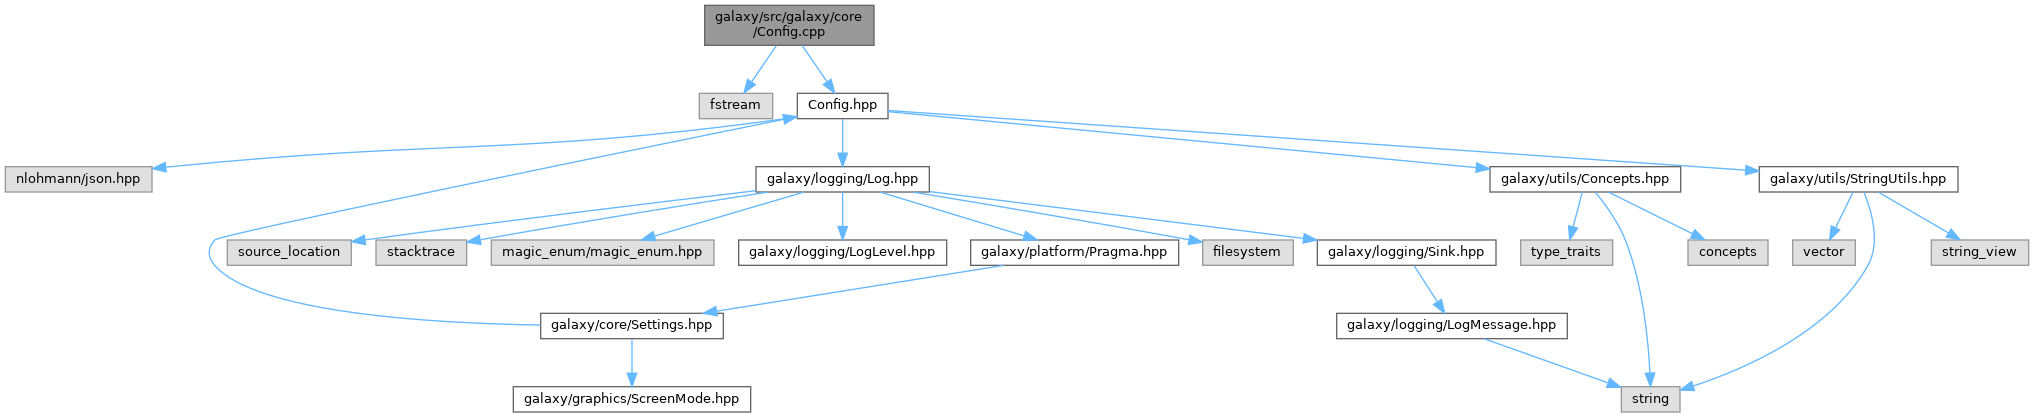 galaxy/src/galaxy/core
/Config.cpp
fstream
Config.hpp
nlohmann/json.hpp
galaxy/logging/Log.hpp
galaxy/utils/Concepts.hpp
galaxy/utils/StringUtils.hpp
source_location
stacktrace
magic_enum/magic_enum.hpp
galaxy/logging/LogLevel.hpp
galaxy/platform/Pragma.hpp
filesystem
galaxy/logging/Sink.hpp
type_traits
concepts
vector
string_view
galaxy/core/Settings.hpp
galaxy/logging/LogMessage.hpp
galaxy/graphics/ScreenMode.hpp
string